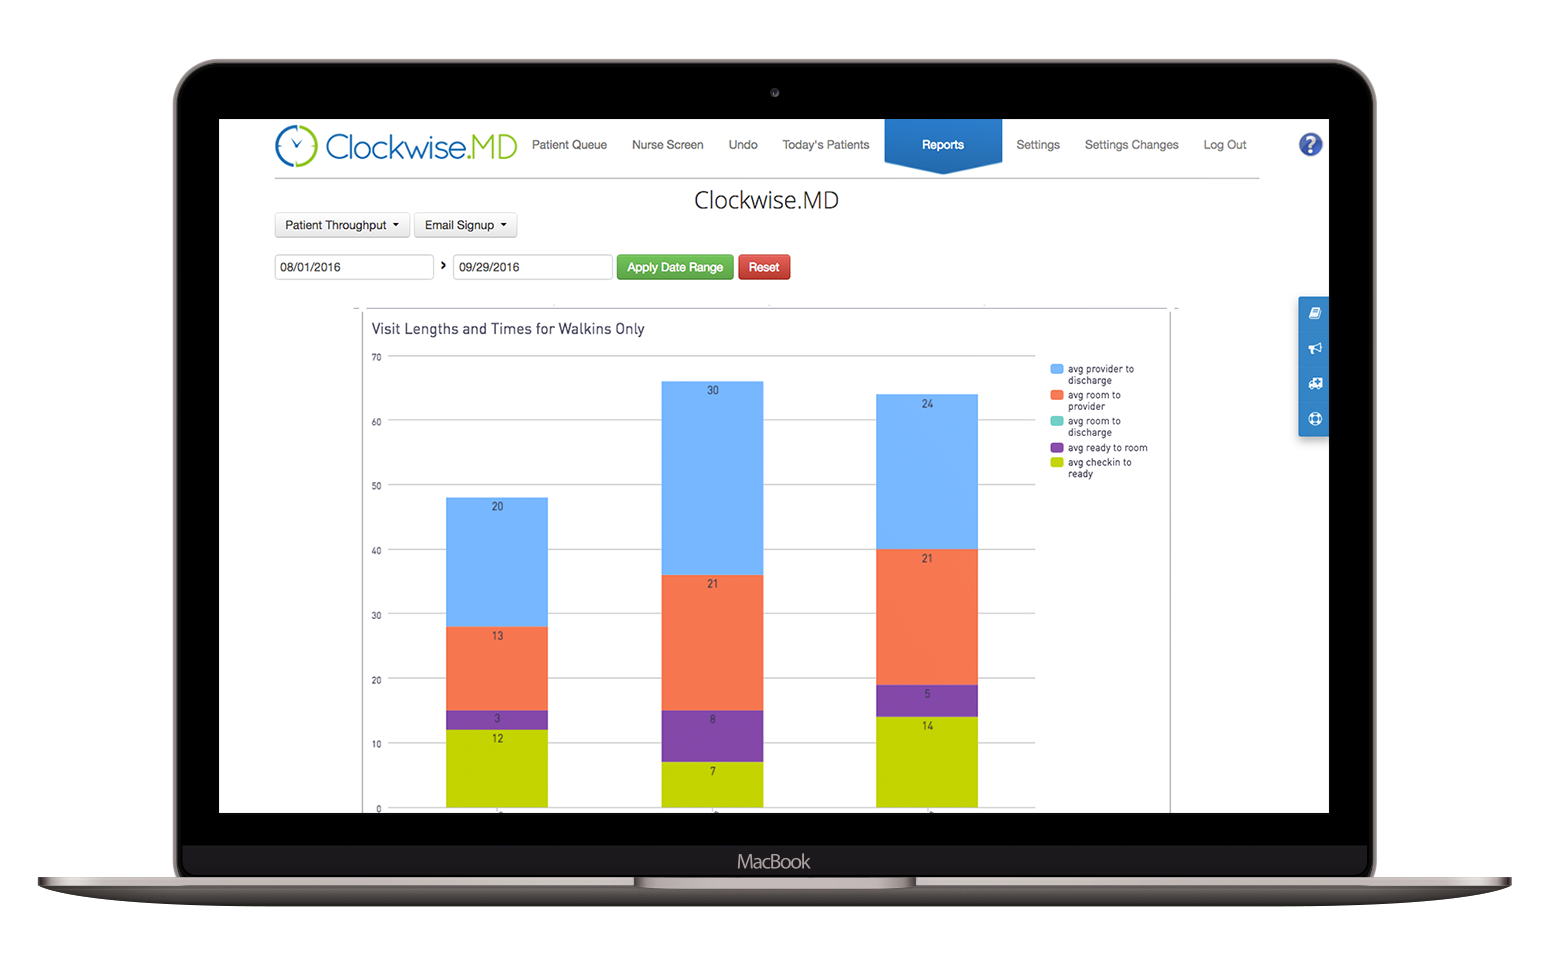 Clockwise.MD
Patient Queue
Nurse Screen
Undo
Today's Patients
Reports
Settings
Settings Changes
Log Out
?
Clockwise.MD
Patient Throughput
Email Signup
08/01/2016 > 09/29/2016
Apply Date Range
Reset
Visit Lengths and Times for Walkins Only
70
60
50
40
30
20
10
0
20
13
3
12
30
21
8
7
24
21
5
14
avg provider to
discharge
avg room to
provider
avg room to
discharge
avg ready to room
avg checkin to
ready
MacBook